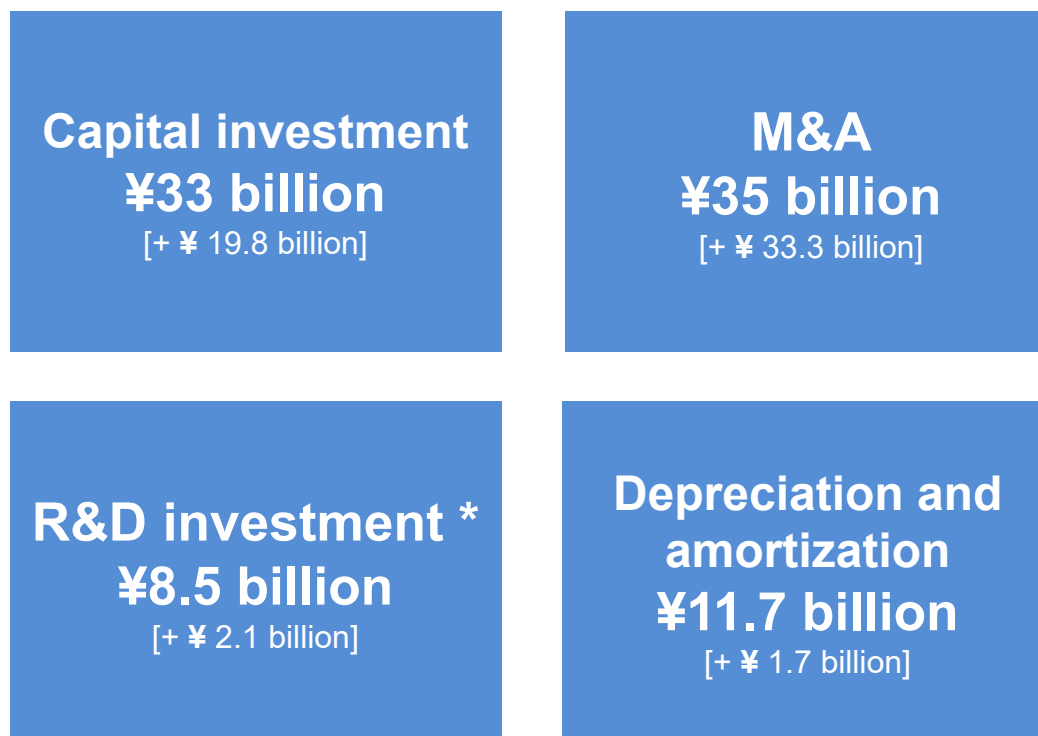 Capital investment
¥33 billion
[+ ¥ 19.8 billion]
M&A
¥35 billion
[+ ¥ 33.3 billion]
R&D investment *
¥8.5 billion
[+ ¥ 2.1 billion]
Depreciation and
amortization
¥11.7 billion
[+ ¥ 1.7 billion]